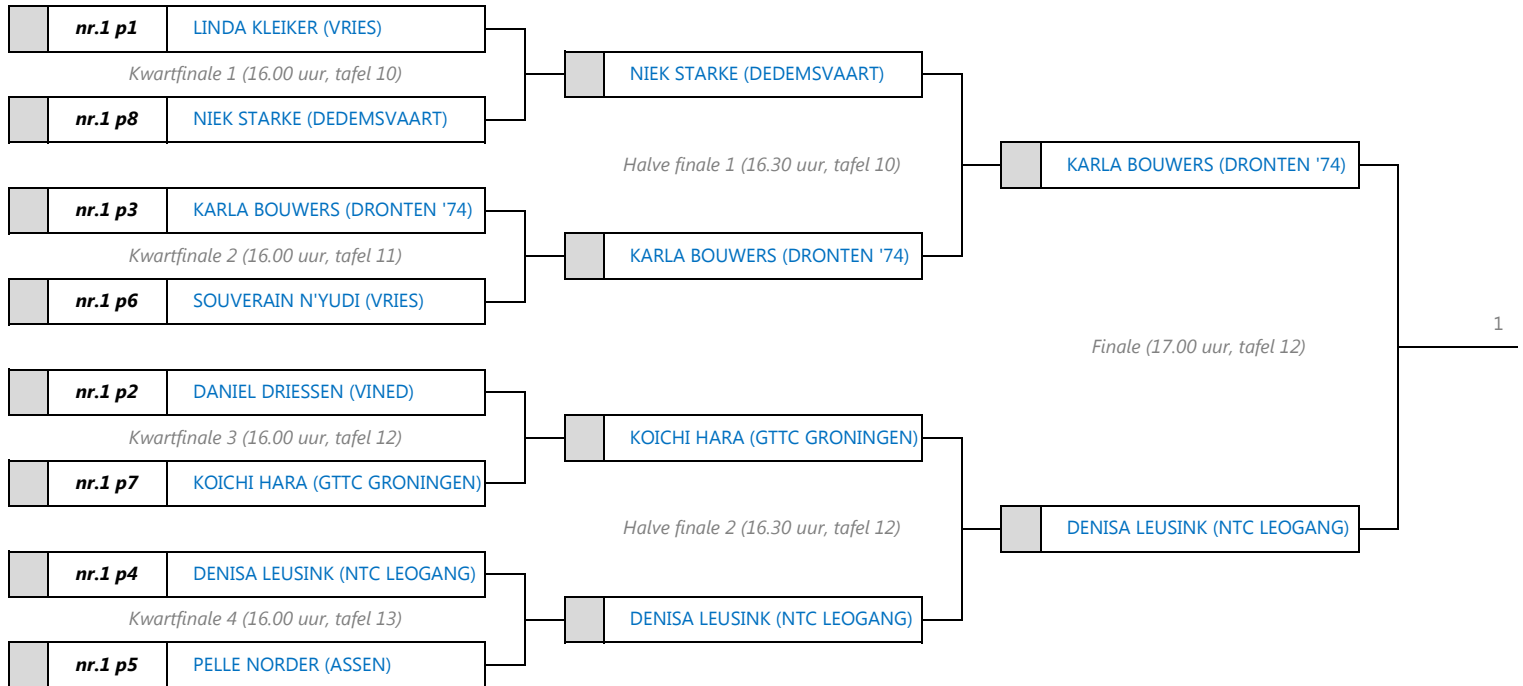 nr.1 p1 LINDA KLEIKER (VRIES)
Kwartfinale 1 (16.00 uur, tafel 10)
NIEK STARKE (DEDEMSVAART)
nr.1 p8 NIEK STARKE (DEDEMSVAART)
Halve finale 1 (16.30 uur, tafel 10)
KARLA BOUWERS (DRONTEN '74)
nr.1 p3 KARLA BOUWERS (DRONTEN '74)
Kwartfinale 2 (16.00 uur, tafel 11)
KARLA BOUWERS (DRONTEN '74)
nr.1 p6 SOUVERAIN N'YUDI (VRIES)
1
Finale (17.00 uur, tafel 12)
nr.1 p2 DANIEL DRIESSEN (VINED)
Kwartfinale 3 (16.00 uur, tafel 12)
KOICHI HARA (GTTC GRONINGEN)
nr.1 p7 KOICHI HARA (GTTC GRONINGEN)
Halve finale 2 (16.30 uur, tafel 12)
DENISA LEUSINK (NTC LEOGANG)
nr.1 p4 DENISA LEUSINK (NTC LEOGANG)
Kwartfinale 4 (16.00 uur, tafel 13)
DENISA LEUSINK (NTC LEOGANG)
nr.1 p5 PELLE NORDER (ASSEN)